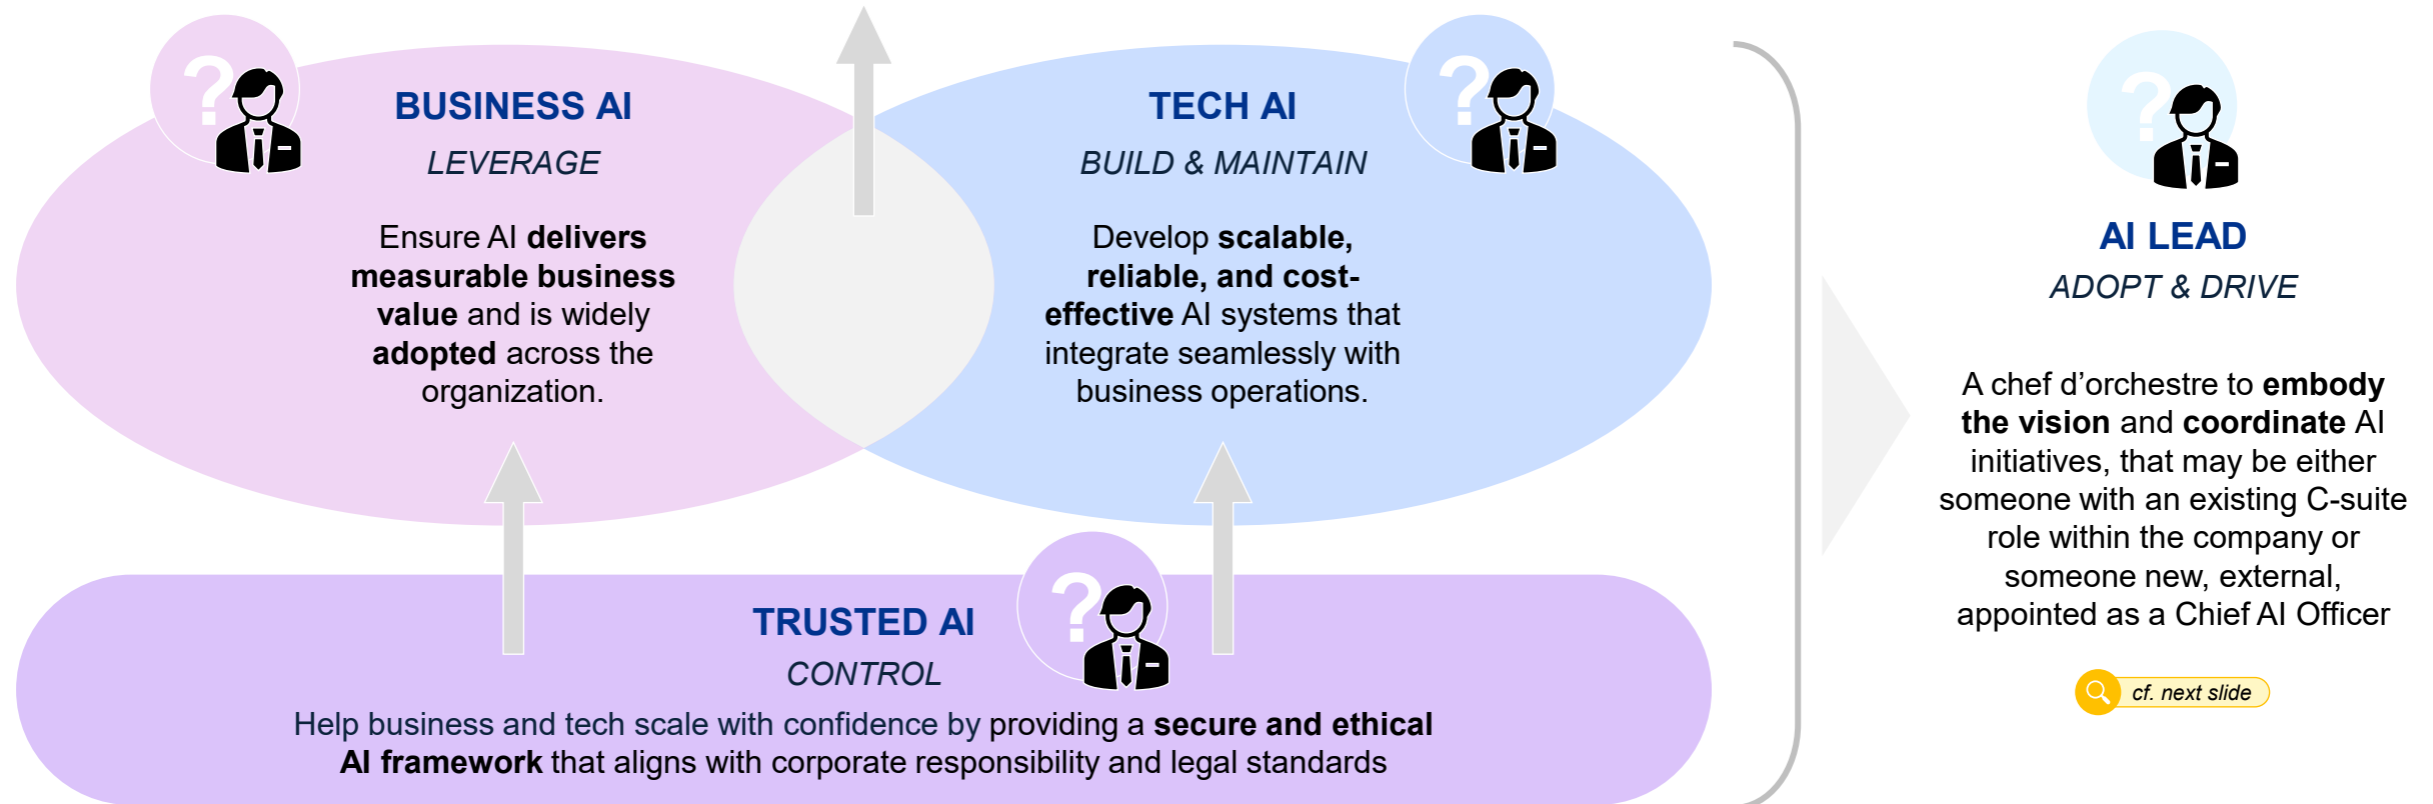 BUSINESS AI
LEVERAGE
Ensure AI delivers
measurable business
value and is widely
adopted across the
organization.
TECH AI
BUILD & MAINTAIN
Develop scalable,
reliable, and cost-
effective AI systems that
integrate seamlessly with
business operations.
TRUSTED AI
CONTROL
Help business and tech scale with confidence by providing a secure and ethical
AI framework that aligns with corporate responsibility and legal standards
AI LEAD
ADOPT & DRIVE
A chef d’orchestre to embody
the vision and coordinate AI
initiatives, that may be either
someone with an existing C-suite
role within the company or
someone new, external,
appointed as a Chief AI Officer
cf. next slide
?
?
?
?